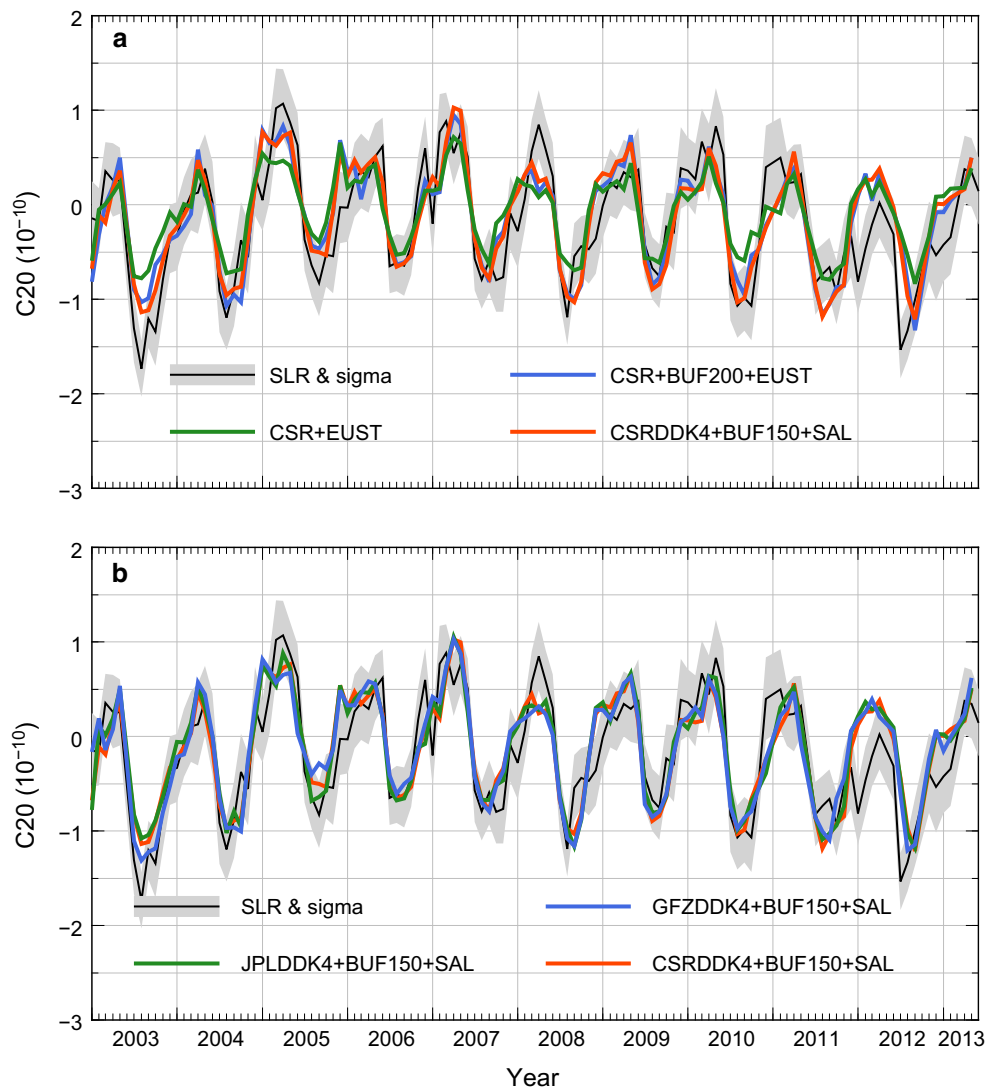 a
2
1
0
−1
−2
−3
C20 (10⁻¹⁰)
SLR & sigma
CSR+BUF200+EUST
CSR+EUST
CSRDDK4+BUF150+SAL
b
2
1
0
−1
−2
−3
C20 (10⁻¹⁰)
SLR & sigma
GFZDDK4+BUF150+SAL
JPLDDK4+BUF150+SAL
CSRDDK4+BUF150+SAL
2003 2004 2005 2006 2007 2008 2009 2010 2011 2012 2013
Year